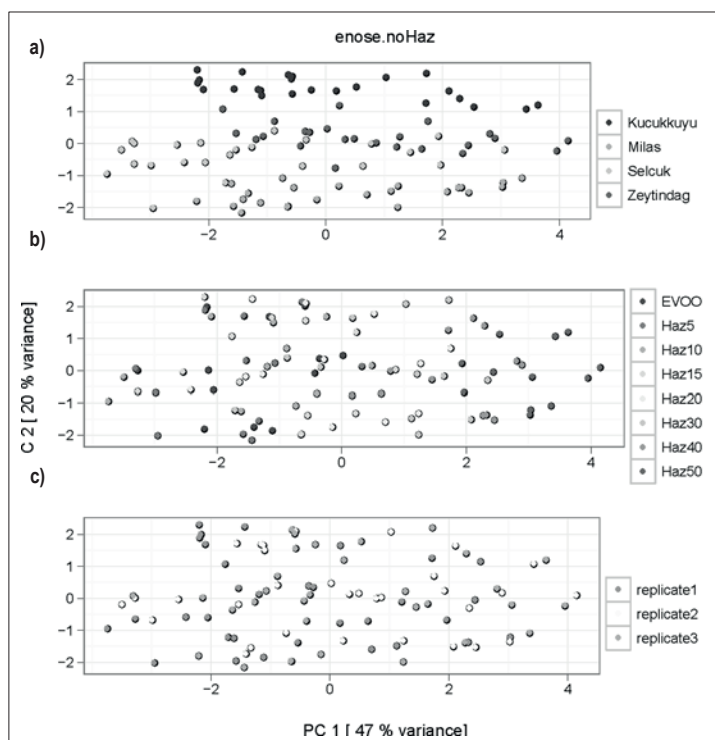 enose.noHaz
a)
2
1
0
−1
−2
−2
0
2
4
Kucukkuyu
Milas
Selcuk
Zeytindag
b)
2
1
0
−1
−2
−2
0
2
4
EVOO
Haz5
Haz10
Haz15
Haz20
Haz30
Haz40
Haz50
C 2 [ 20 % variance]
c)
2
1
0
−1
−2
−2
0
2
4
replicate1
replicate2
replicate3
PC 1 [ 47 % variance]